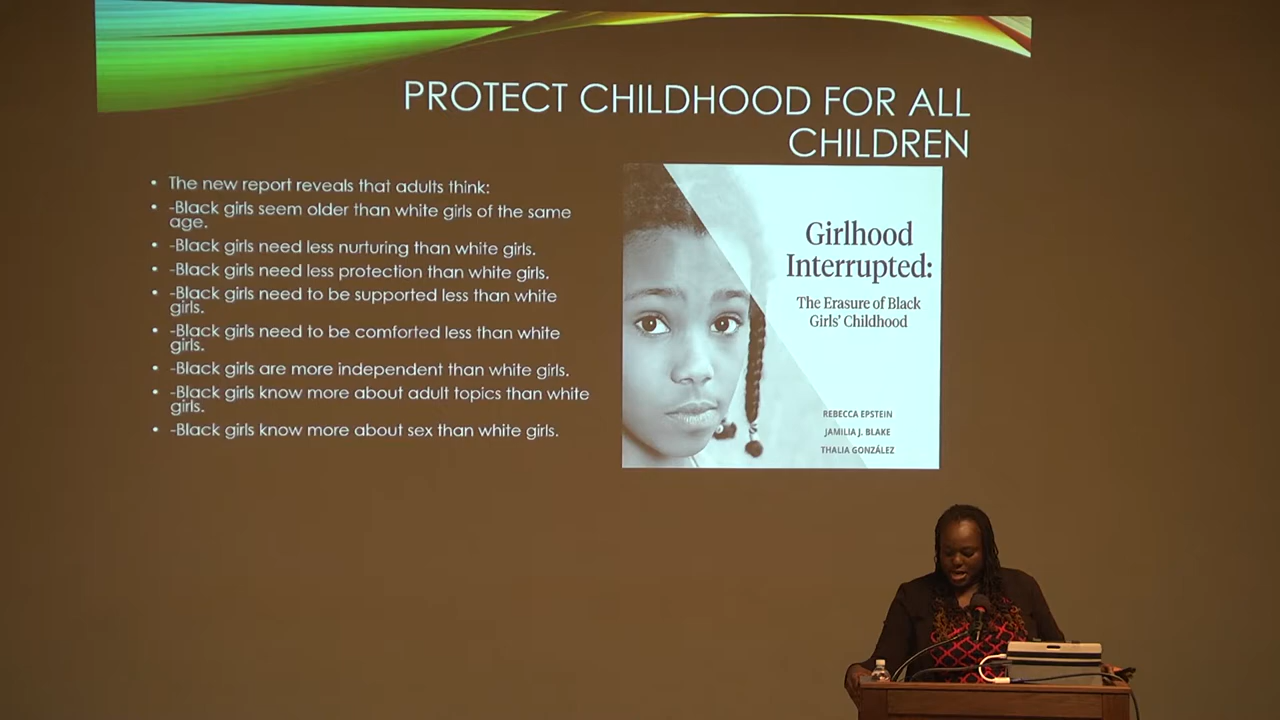 PROTECT CHILDHOOD FOR ALL
CHILDREN
• The new report reveals that adults think:
• -Black girls seem older than white girls of the same
age.
• -Black girls need less nurturing than white girls.
• -Black girls need less protection than white girls.
• -Black girls need to be supported less than white
girls.
• -Black girls need to be comforted less than white
girls.
• -Black girls are more independent than white girls.
• -Black girls know more about adult topics than white
girls.
• -Black girls know more about sex than white girls.
Girlhood
Interrupted:
The Erasure of Black
Girls’ Childhood
REBECCA EPSTEIN
JAMILIA J. BLAKE
THALIA GONZÁLEZ